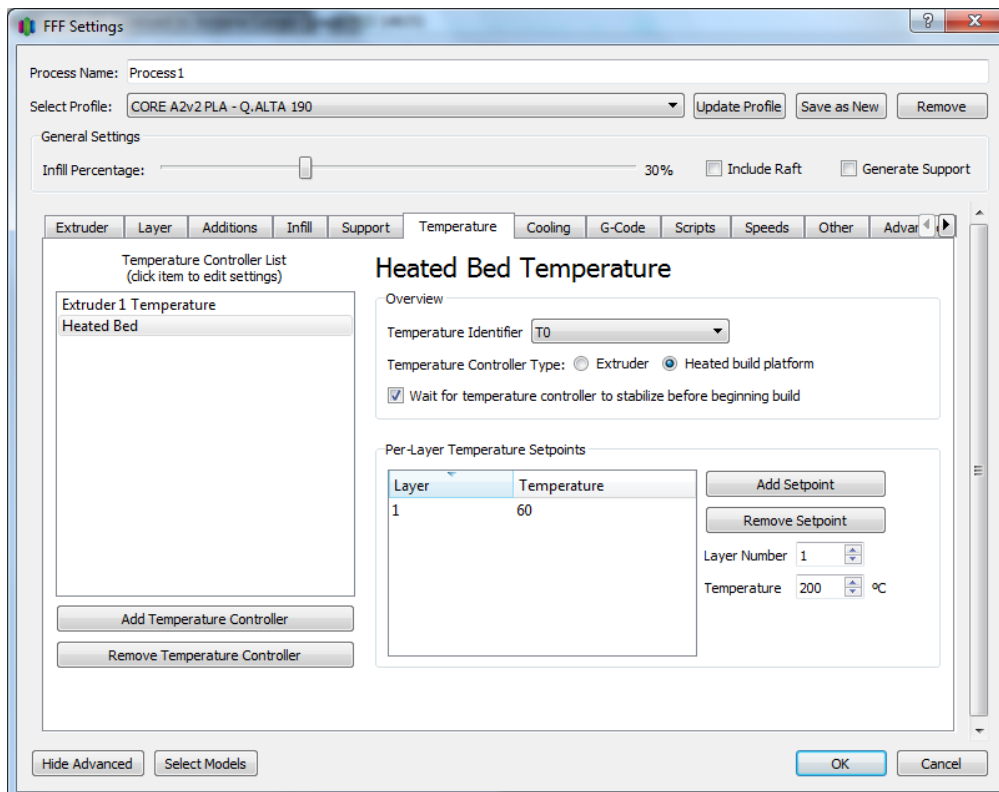 FFF Settings
Process Name: Process1
Select Profile: CORE A2v2 PLA - Q.ALTA 190 Update Profile Save as New Remove
General Settings
Infill Percentage: 30% Include Raft Generate Support
Extruder Layer Additions Infill Support Temperature Cooling G-Code Scripts Speeds Other Advan
Temperature Controller List
(click item to edit settings)
Extruder 1 Temperature
Heated Bed
Add Temperature Controller
Remove Temperature Controller
Heated Bed Temperature
Overview
Temperature Identifier T0
Temperature Controller Type: Extruder Heated build platform
Wait for temperature controller to stabilize before beginning build
Per-Layer Temperature Setpoints
Layer Temperature
1 60
Add Setpoint
Remove Setpoint
Layer Number 1
Temperature 200 ºC
Hide Advanced Select Models OK Cancel